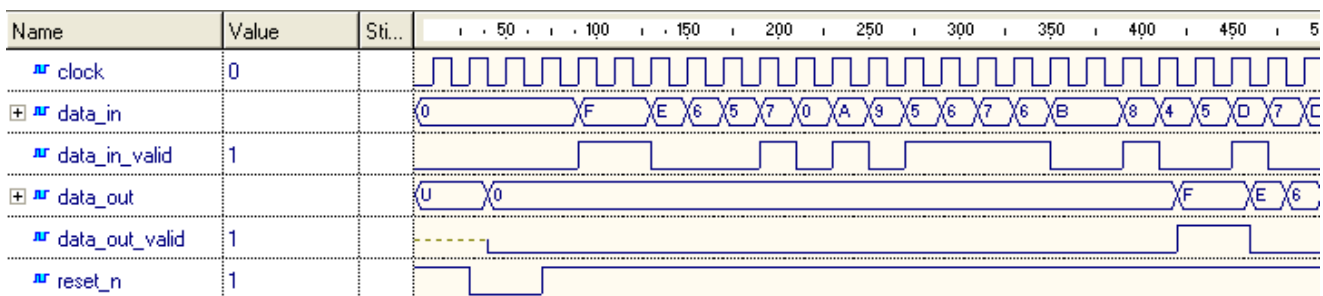 Name Value Sti... 50 100 150 200 250 300 350 400 450 5
clock 0
data_in 0 F E 6 5 7 0 A 9 5 6 7 6 B 8 4 5 D 7
data_in_valid 1
data_out U 0 F E 6
data_out_valid 1
reset_n 1